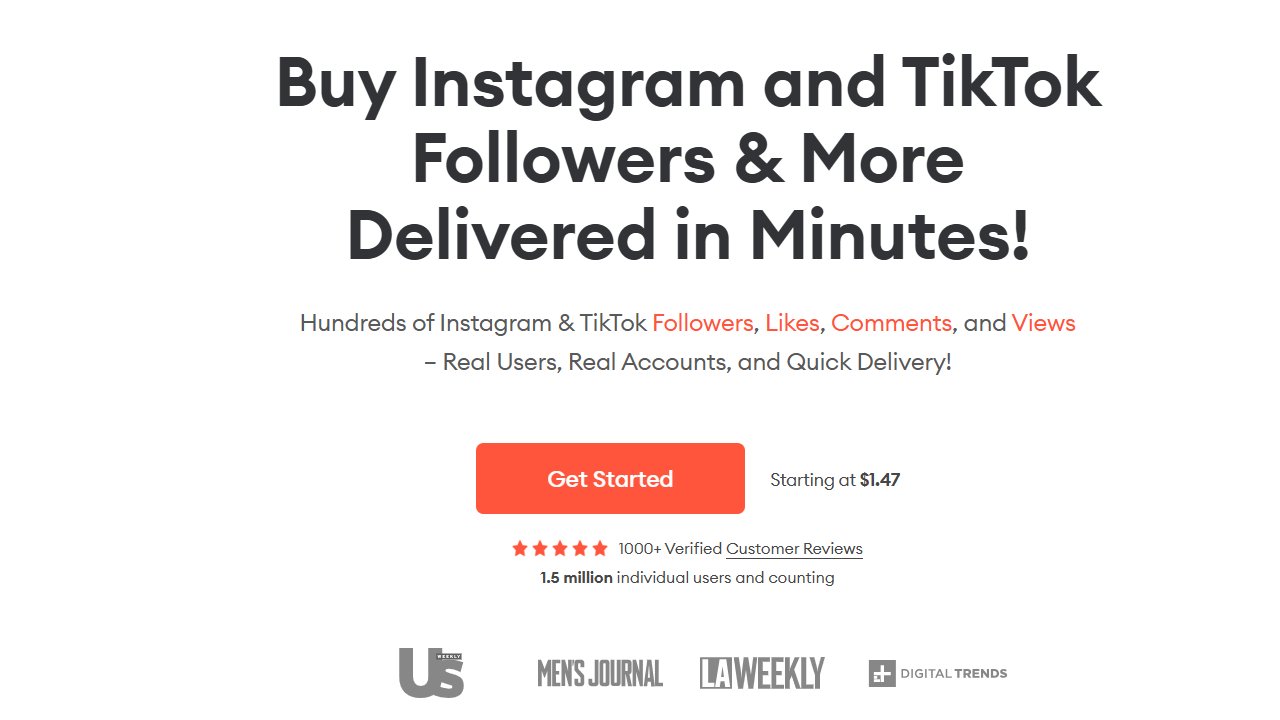 Buy Instagram and TikTok
Followers & More
Delivered in Minutes!
Hundreds of Instagram & TikTok Followers, Likes, Comments, and Views
– Real Users, Real Accounts, and Quick Delivery!
Get Started
Starting at $1.47
1000+ Verified Customer Reviews
1.5 million individual users and counting
Us WEEKLY
MEN'S JOURNAL
LA WEEKLY
dt DIGITAL TRENDS